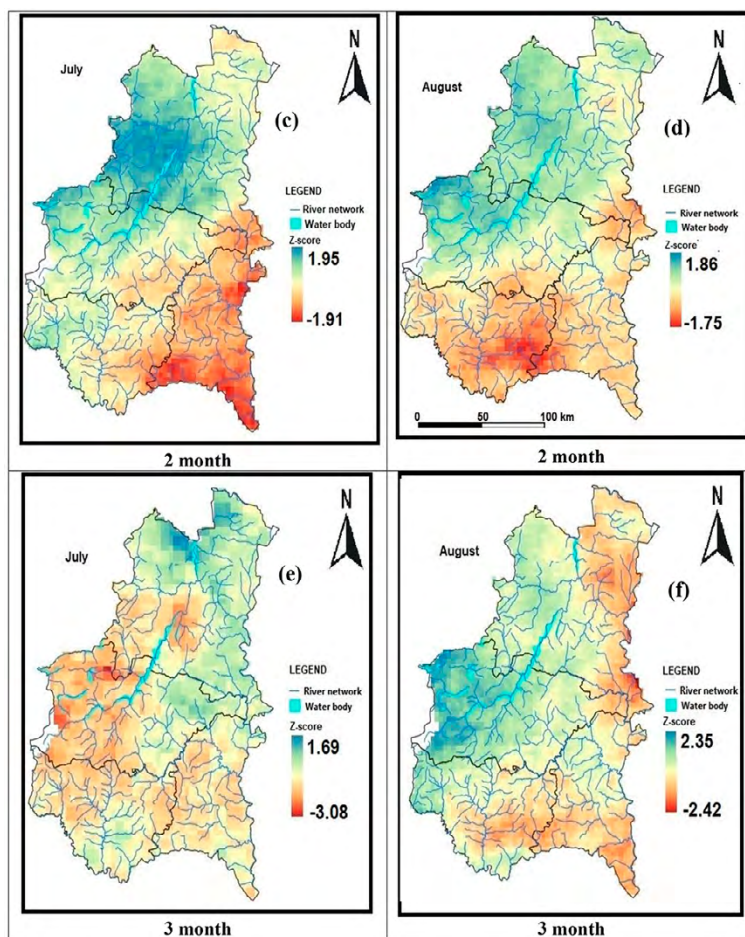 July
N
(c)
LEGEND
River network
Water body
Z-score
1.95
-1.91
2 month
August
N
(d)
LEGEND
River network
Water body
Z-score
1.86
-1.75
0 50 100 km
2 month
July
N
(e)
LEGEND
River network
Water body
Z-score
1.69
-3.08
3 month
August
N
(f)
LEGEND
River network
Water body
Z-score
2.35
-2.42
3 month